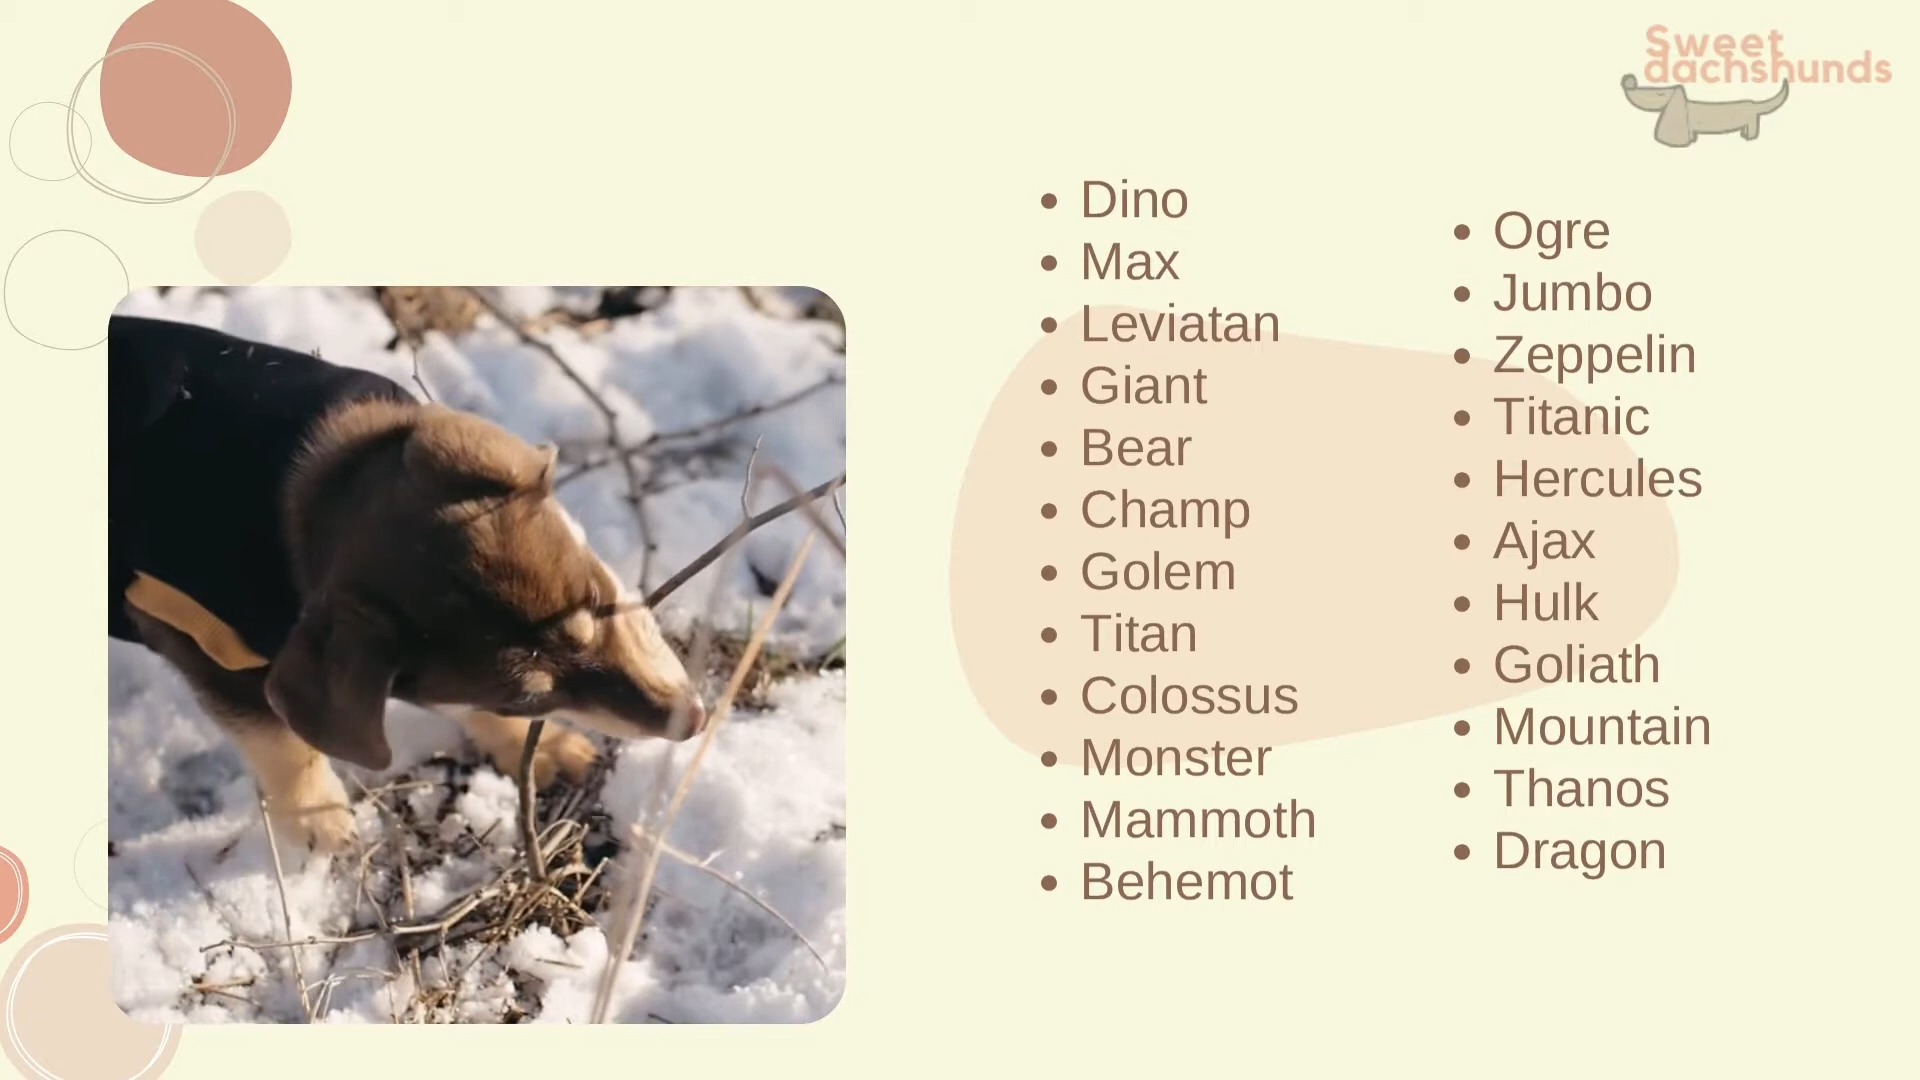 Sweet
dachshunds
• Dino
• Max
• Leviatan
• Giant
• Bear
• Champ
• Golem
• Titan
• Colossus
• Monster
• Mammoth
• Behemot
• Ogre
• Jumbo
• Zeppelin
• Titanic
• Hercules
• Ajax
• Hulk
• Goliath
• Mountain
• Thanos
• Dragon